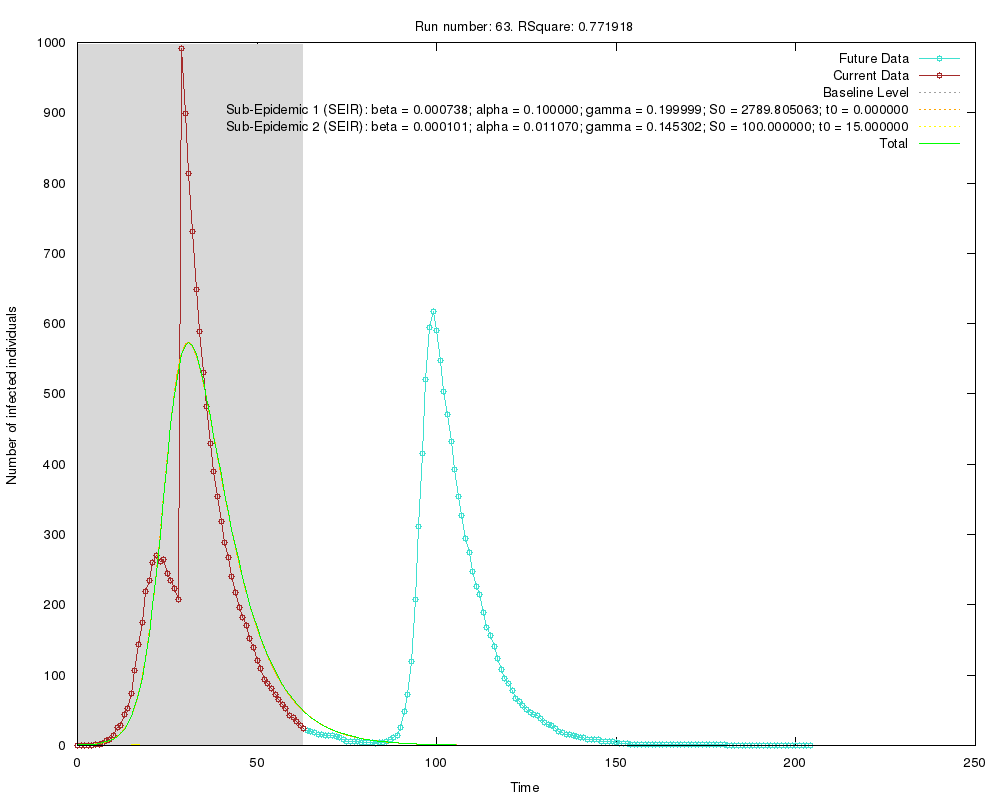 Run number: 63. RSquare: 0.771918
Future Data
Current Data
Baseline Level
Sub-Epidemic 1 (SEIR): beta = 0.000738; alpha = 0.100000; gamma = 0.199999; S0 = 2789.805063; t0 = 0.000000
Sub-Epidemic 2 (SEIR): beta = 0.000101; alpha = 0.011070; gamma = 0.145302; S0 = 100.000000; t0 = 15.000000
Total
1000
900
800
700
600
500
400
300
200
100
0
Number of infected individuals
0 50 100 150 200 250
Time